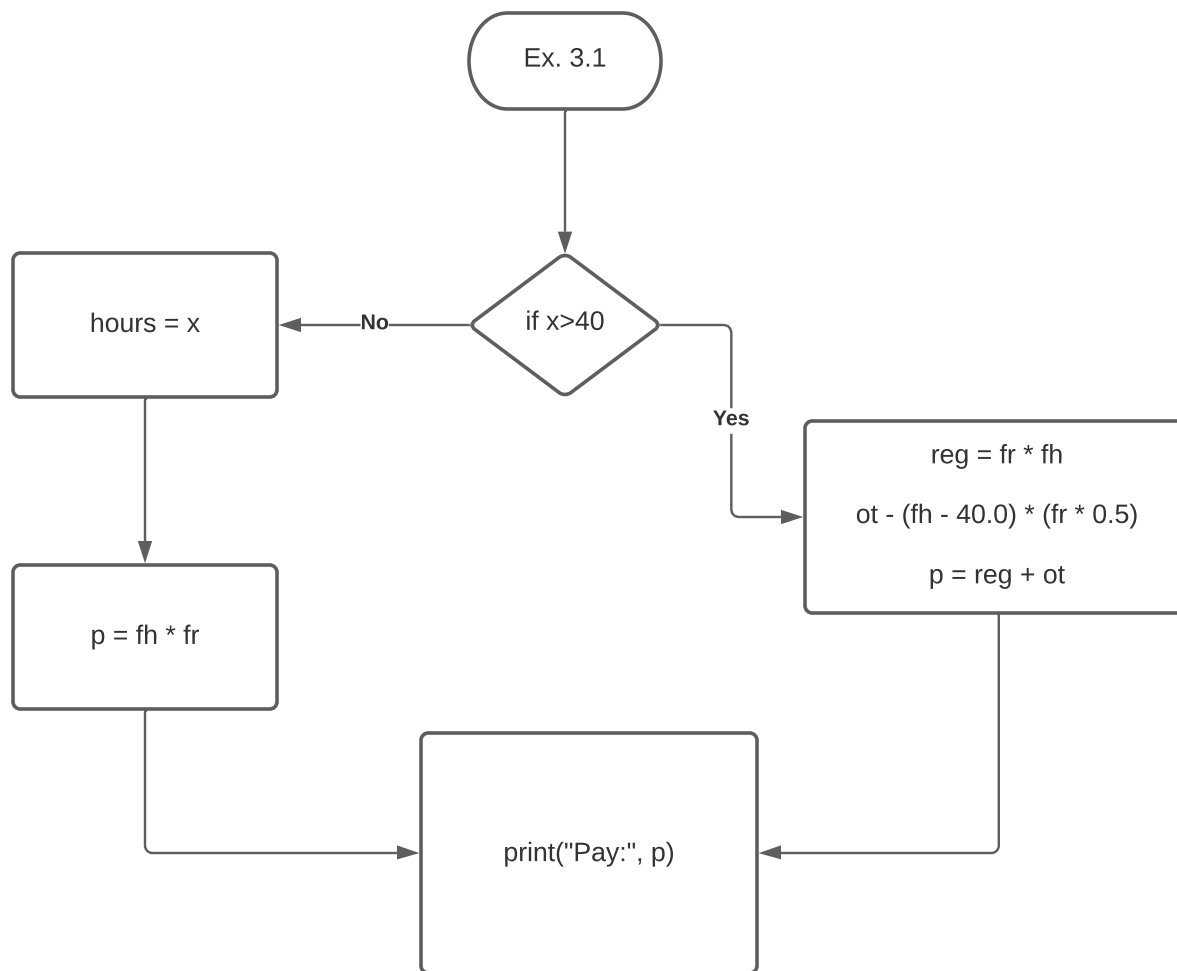 Ex. 3.1
if x>40
No
hours = x
Yes
reg = fr * fh
ot - (fh - 40.0) * (fr * 0.5)
p = reg + ot
p = fh * fr
print("Pay:", p)